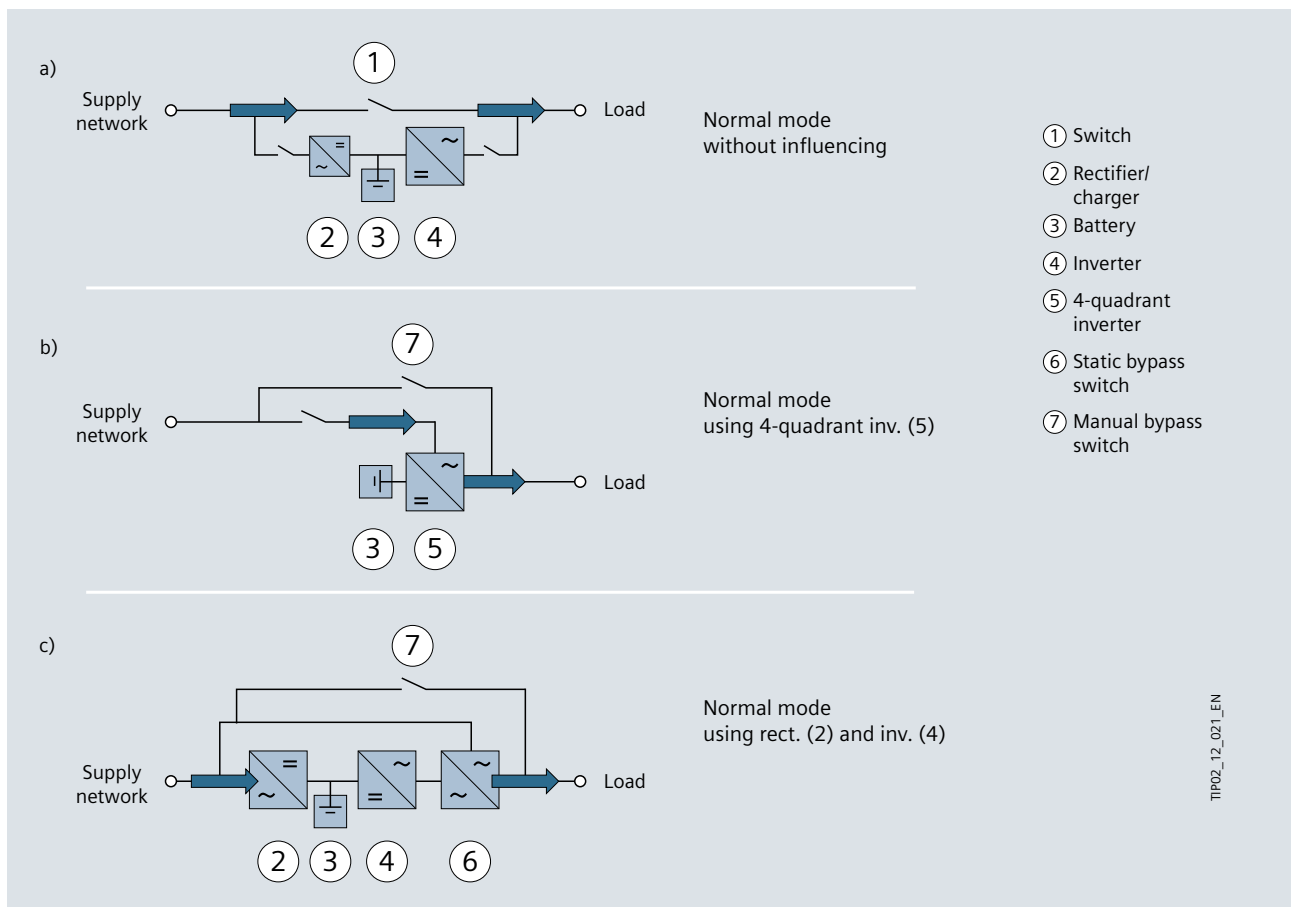 a)
1
Supply
network
Load
Normal mode
without influencing
= ~
~ =
2 3 4
b)
7
Supply
network
Normal mode
using 4-quadrant inv. (5)
~ =
Load
3 5
c)
7
Normal mode
using rect. (2) and inv. (4)
Supply
network
= ~
~ =
~ ~
Load
2 3 4 6
1 Switch
2 Rectifier/
charger
3 Battery
4 Inverter
5 4-quadrant
inverter
6 Static bypass
switch
7 Manual bypass
switch
TIP02_12_021_EN